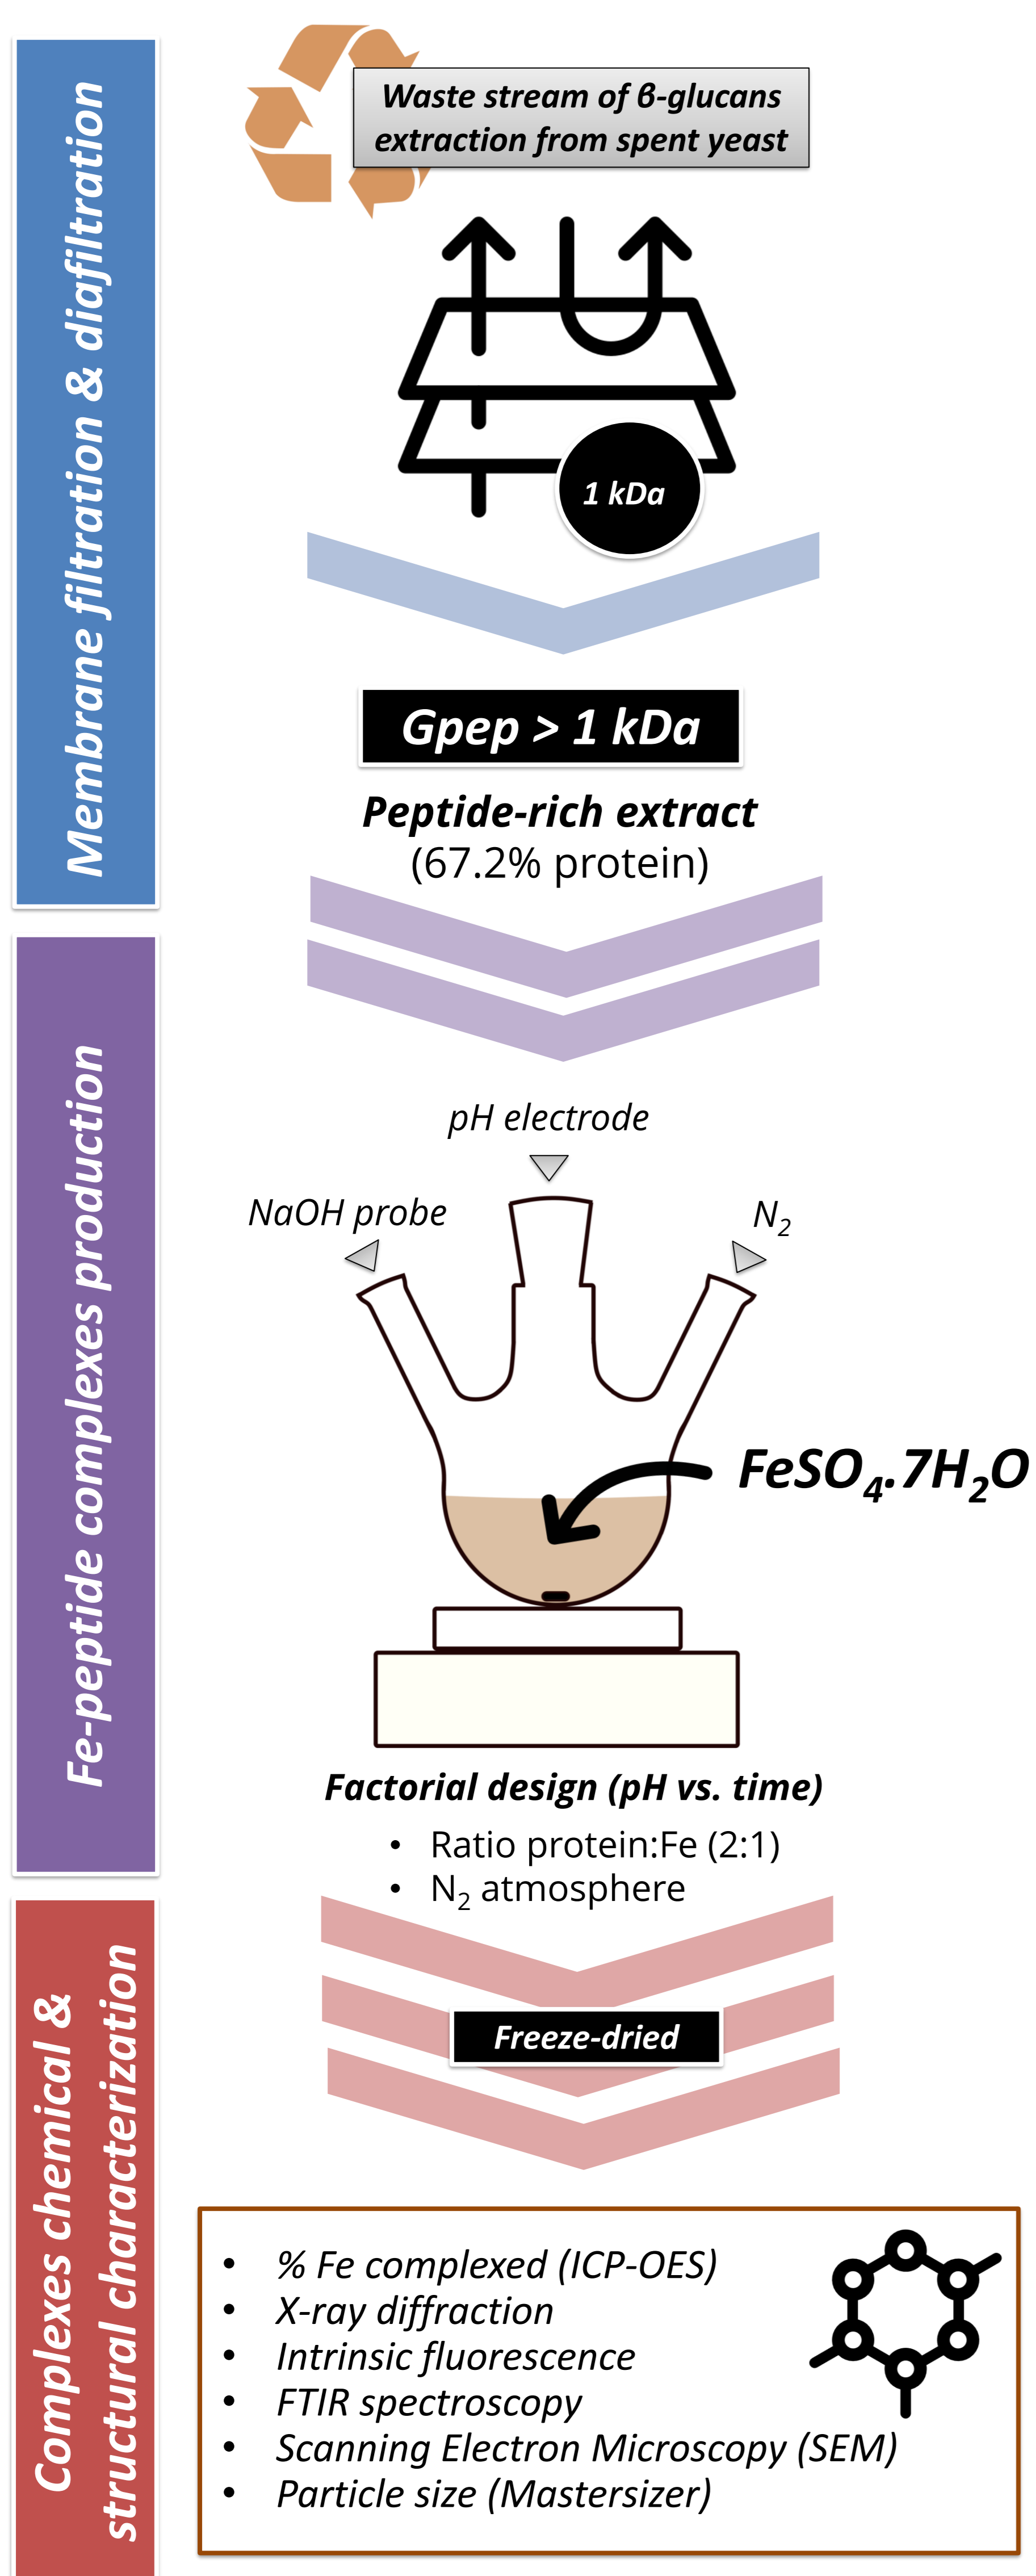 Membrane filtration & diafiltration
Waste stream of β-glucans
extraction from spent yeast
1 kDa
Gpep > 1 kDa
Peptide-rich extract
(67.2% protein)
Fe-peptide complexes production
pH electrode
NaOH probe
N₂
FeSO₄.7H₂O
Factorial design (pH vs. time)
• Ratio protein:Fe (2:1)
• N₂ atmosphere
Complexes chemical &
structural characterization
Freeze-dried
• % Fe complexed (ICP-OES)
• X-ray diffraction
• Intrinsic fluorescence
• FTIR spectroscopy
• Scanning Electron Microscopy (SEM)
• Particle size (Mastersizer)